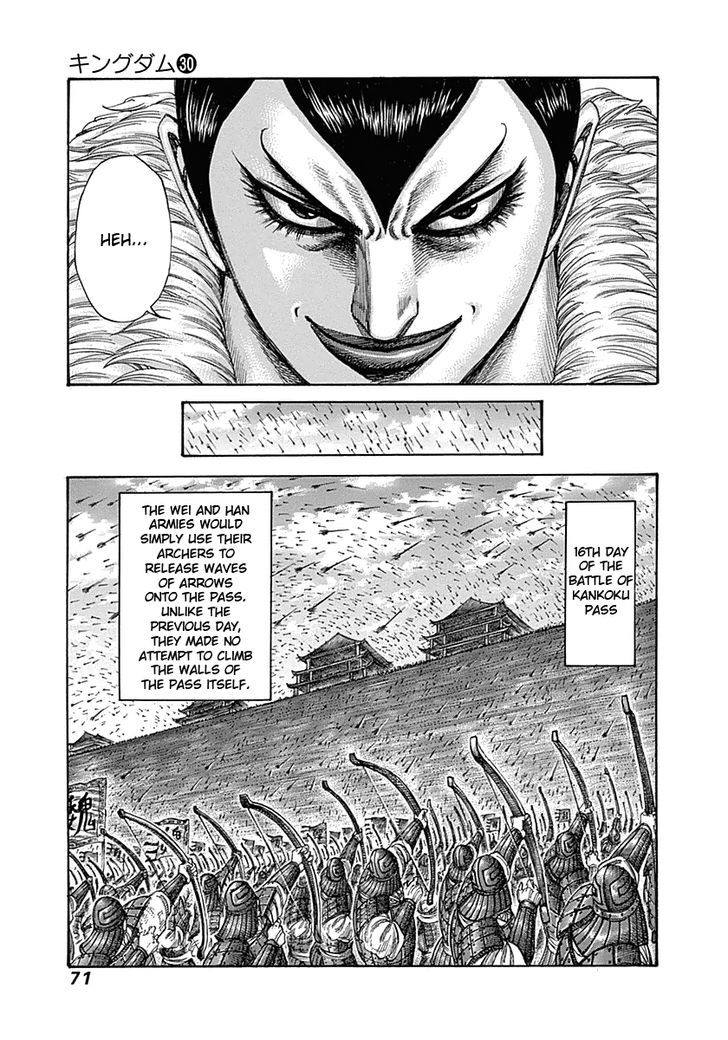 キングダム㉚
HEH...
16TH DAY
OF THE
BATTLE OF
KANKOKU
PASS
THE WEI AND HAN
ARMIES WOULD
SIMPLY USE THEIR
ARCHERS TO
RELEASE WAVES
OF ARROWS
ONTO THE PASS.
UNLIKE THE
PREVIOUS DAY,
THEY MADE NO
ATTEMPT TO CLIMB
THE WALLS OF
THE PASS ITSELF.
魂
71